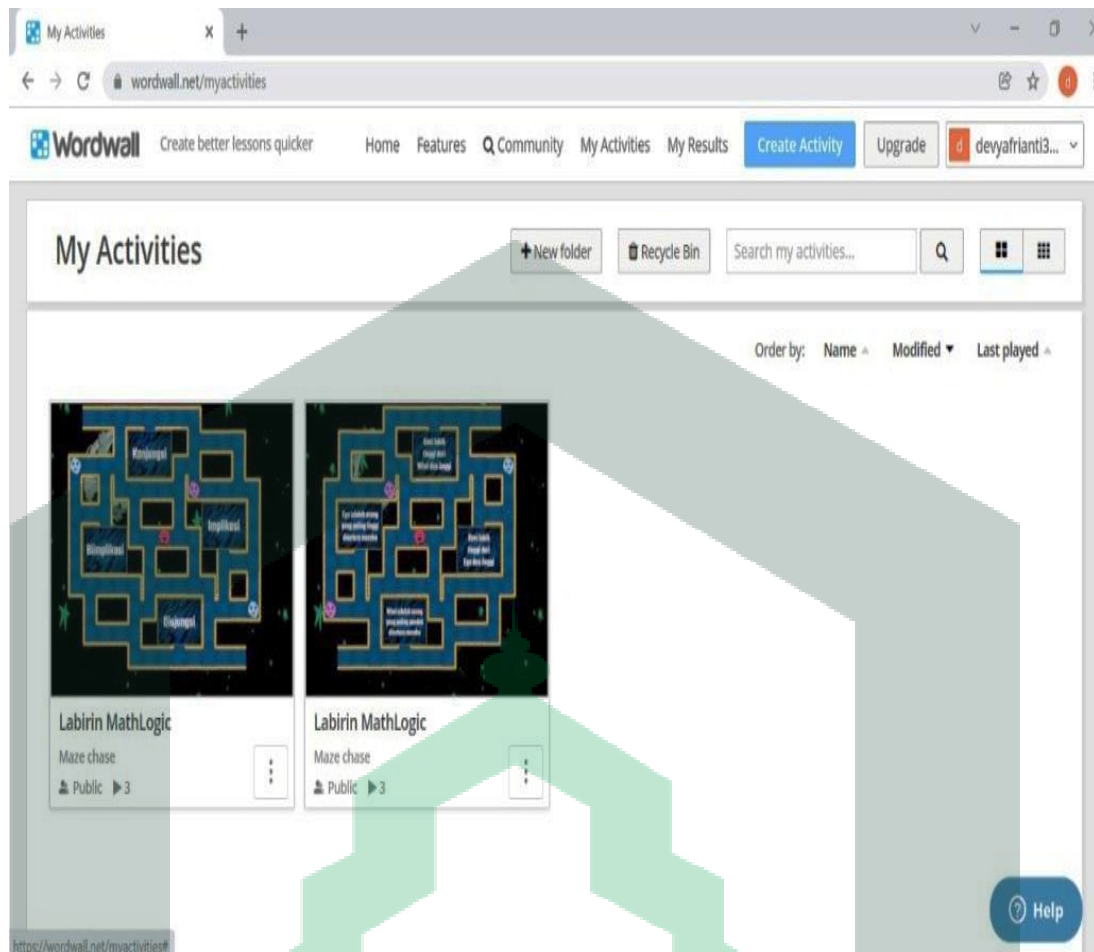 My Activities
wordwall.net/myactivities
d
Wordwall Create better lessons quicker Home Features Community My Activities My Results Create Activity Upgrade d devyafrianti3...
My Activities
New folder Recycle Bin Search my activities...
Order by: Name Modified Last played
Konjungsi
Implikasi
Biimplikasi
Disjungsi
Labirin MathLogic
Maze chase
Public 3
Labirin MathLogic
Maze chase
Public 3
Help
https://wordwall.net/myactivities#